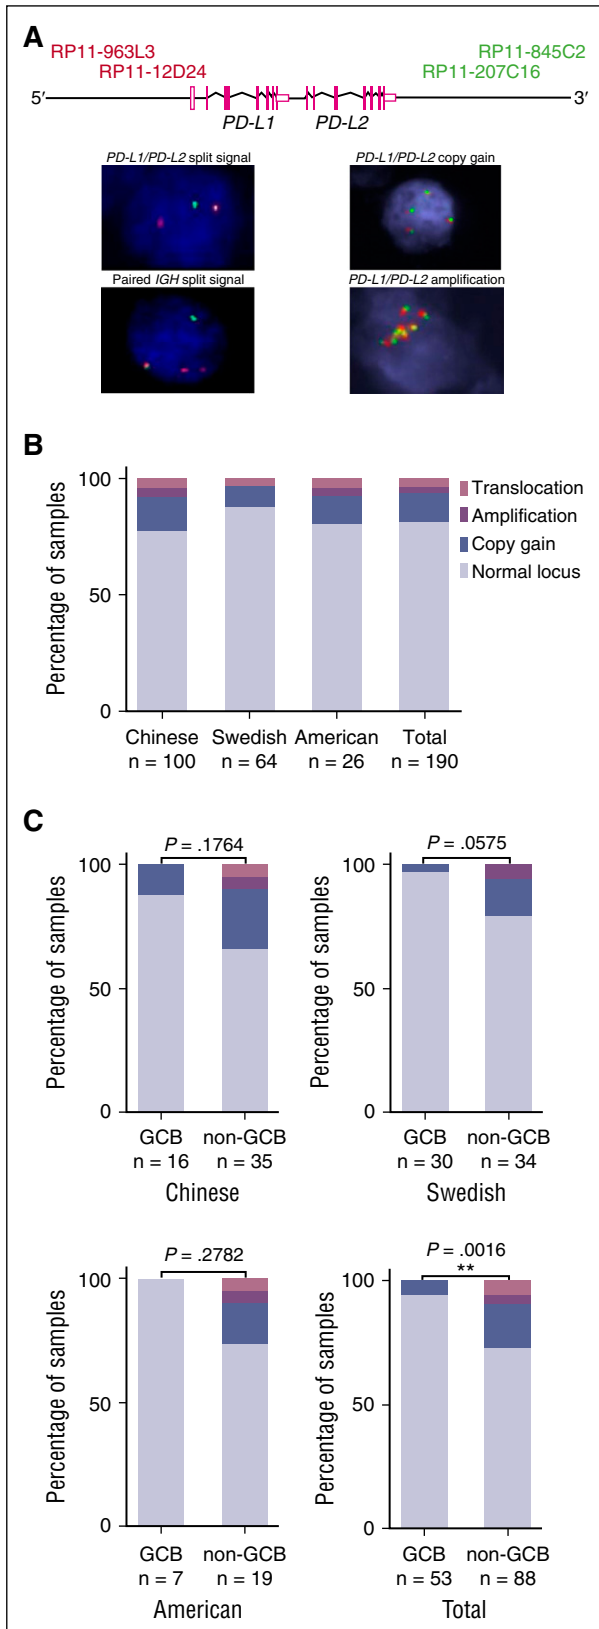 A
RP11-963L3
RP11-12D24
RP11-845C2
RP11-207C16
5′
3′
PD-L1
PD-L2
PD-L1/PD-L2 split signal
PD-L1/PD-L2 copy gain
Paired IGH split signal
PD-L1/PD-L2 amplification
B
Percentage of samples
100
50
0
Translocation
Amplification
Copy gain
Normal locus
Chinese
n = 100
Swedish
n = 64
American
n = 26
Total
n = 190
C
P = .1764
Percentage of samples
100
50
0
GCB
n = 16
non-GCB
n = 35
Chinese
P = .0575
Percentage of samples
100
50
0
GCB
n = 30
non-GCB
n = 34
Swedish
P = .2782
Percentage of samples
100
50
0
GCB
n = 7
non-GCB
n = 19
American
P = .0016
**
Percentage of samples
100
50
0
GCB
n = 53
non-GCB
n = 88
Total